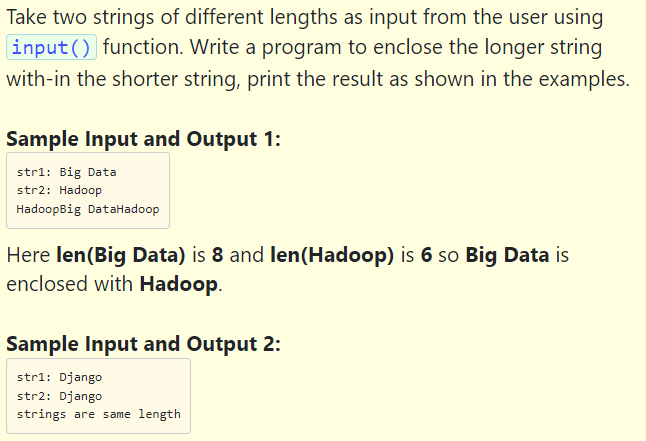 Take two strings of different lengths as input from the user using
input() function. Write a program to enclose the longer string
with-in the shorter string, print the result as shown in the examples.
Sample Input and Output 1:
str1: Big Data
str2: Hadoop
HadoopBig DataHadoop
Here len(Big Data) is 8 and len(Hadoop) is 6 so Big Data is
enclosed with Hadoop.
Sample Input and Output 2:
str1: Django
str2: Django
strings are same length